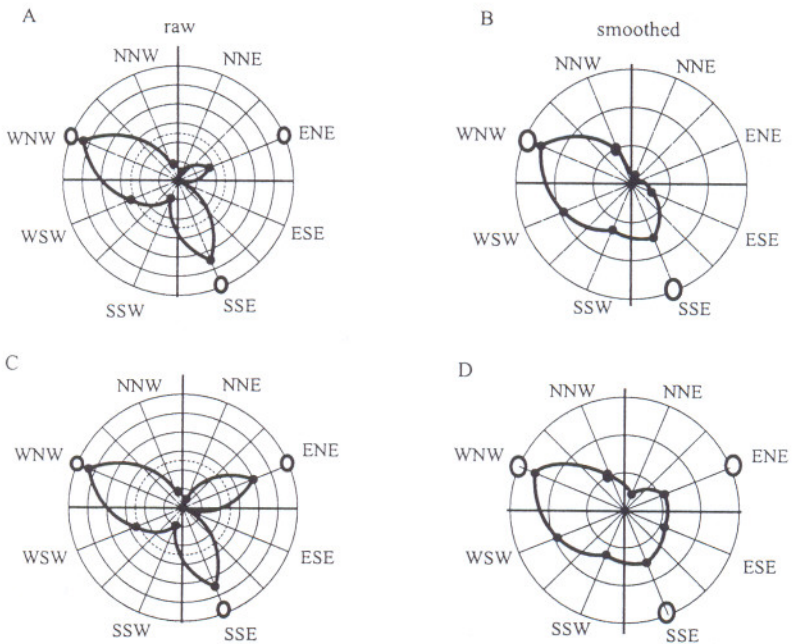 A
raw
NNW
NNE
WNW
ENE
WSW
ESE
SSW
SSE
B
smoothed
NNW
NNE
WNW
ENE
WSW
ESE
SSW
SSE
C
NNW
NNE
WNW
ENE
WSW
ESE
SSW
SSE
D
NNW
NNE
WNW
ENE
WSW
ESE
SSW
SSE